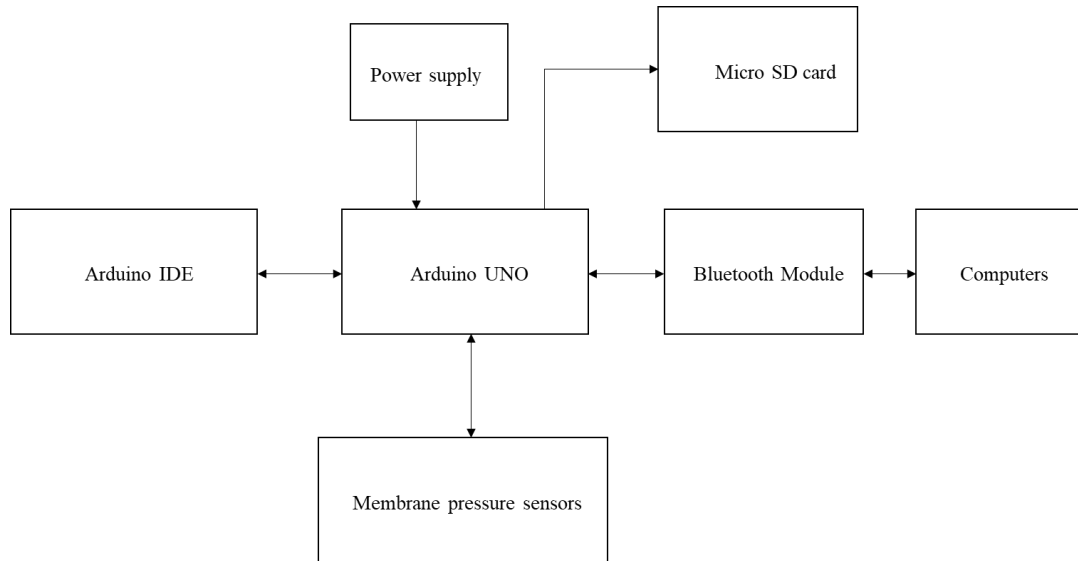 Power supply
Micro SD card
Arduino IDE
Arduino UNO
Bluetooth Module
Computers
Membrane pressure sensors